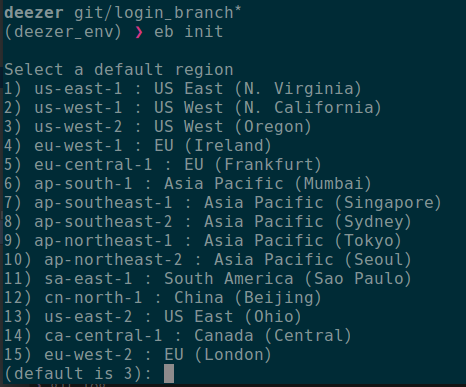 deezer git/login_branch*
(deezer_env) ❯ eb init
Select a default region
1) us-east-1 : US East (N. Virginia)
2) us-west-1 : US West (N. California)
3) us-west-2 : US West (Oregon)
4) eu-west-1 : EU (Ireland)
5) eu-central-1 : EU (Frankfurt)
6) ap-south-1 : Asia Pacific (Mumbai)
7) ap-southeast-1 : Asia Pacific (Singapore)
8) ap-southeast-2 : Asia Pacific (Sydney)
9) ap-northeast-1 : Asia Pacific (Tokyo)
10) ap-northeast-2 : Asia Pacific (Seoul)
11) sa-east-1 : South America (Sao Paulo)
12) cn-north-1 : China (Beijing)
13) us-east-2 : US East (Ohio)
14) ca-central-1 : Canada (Central)
15) eu-west-2 : EU (London)
(default is 3):